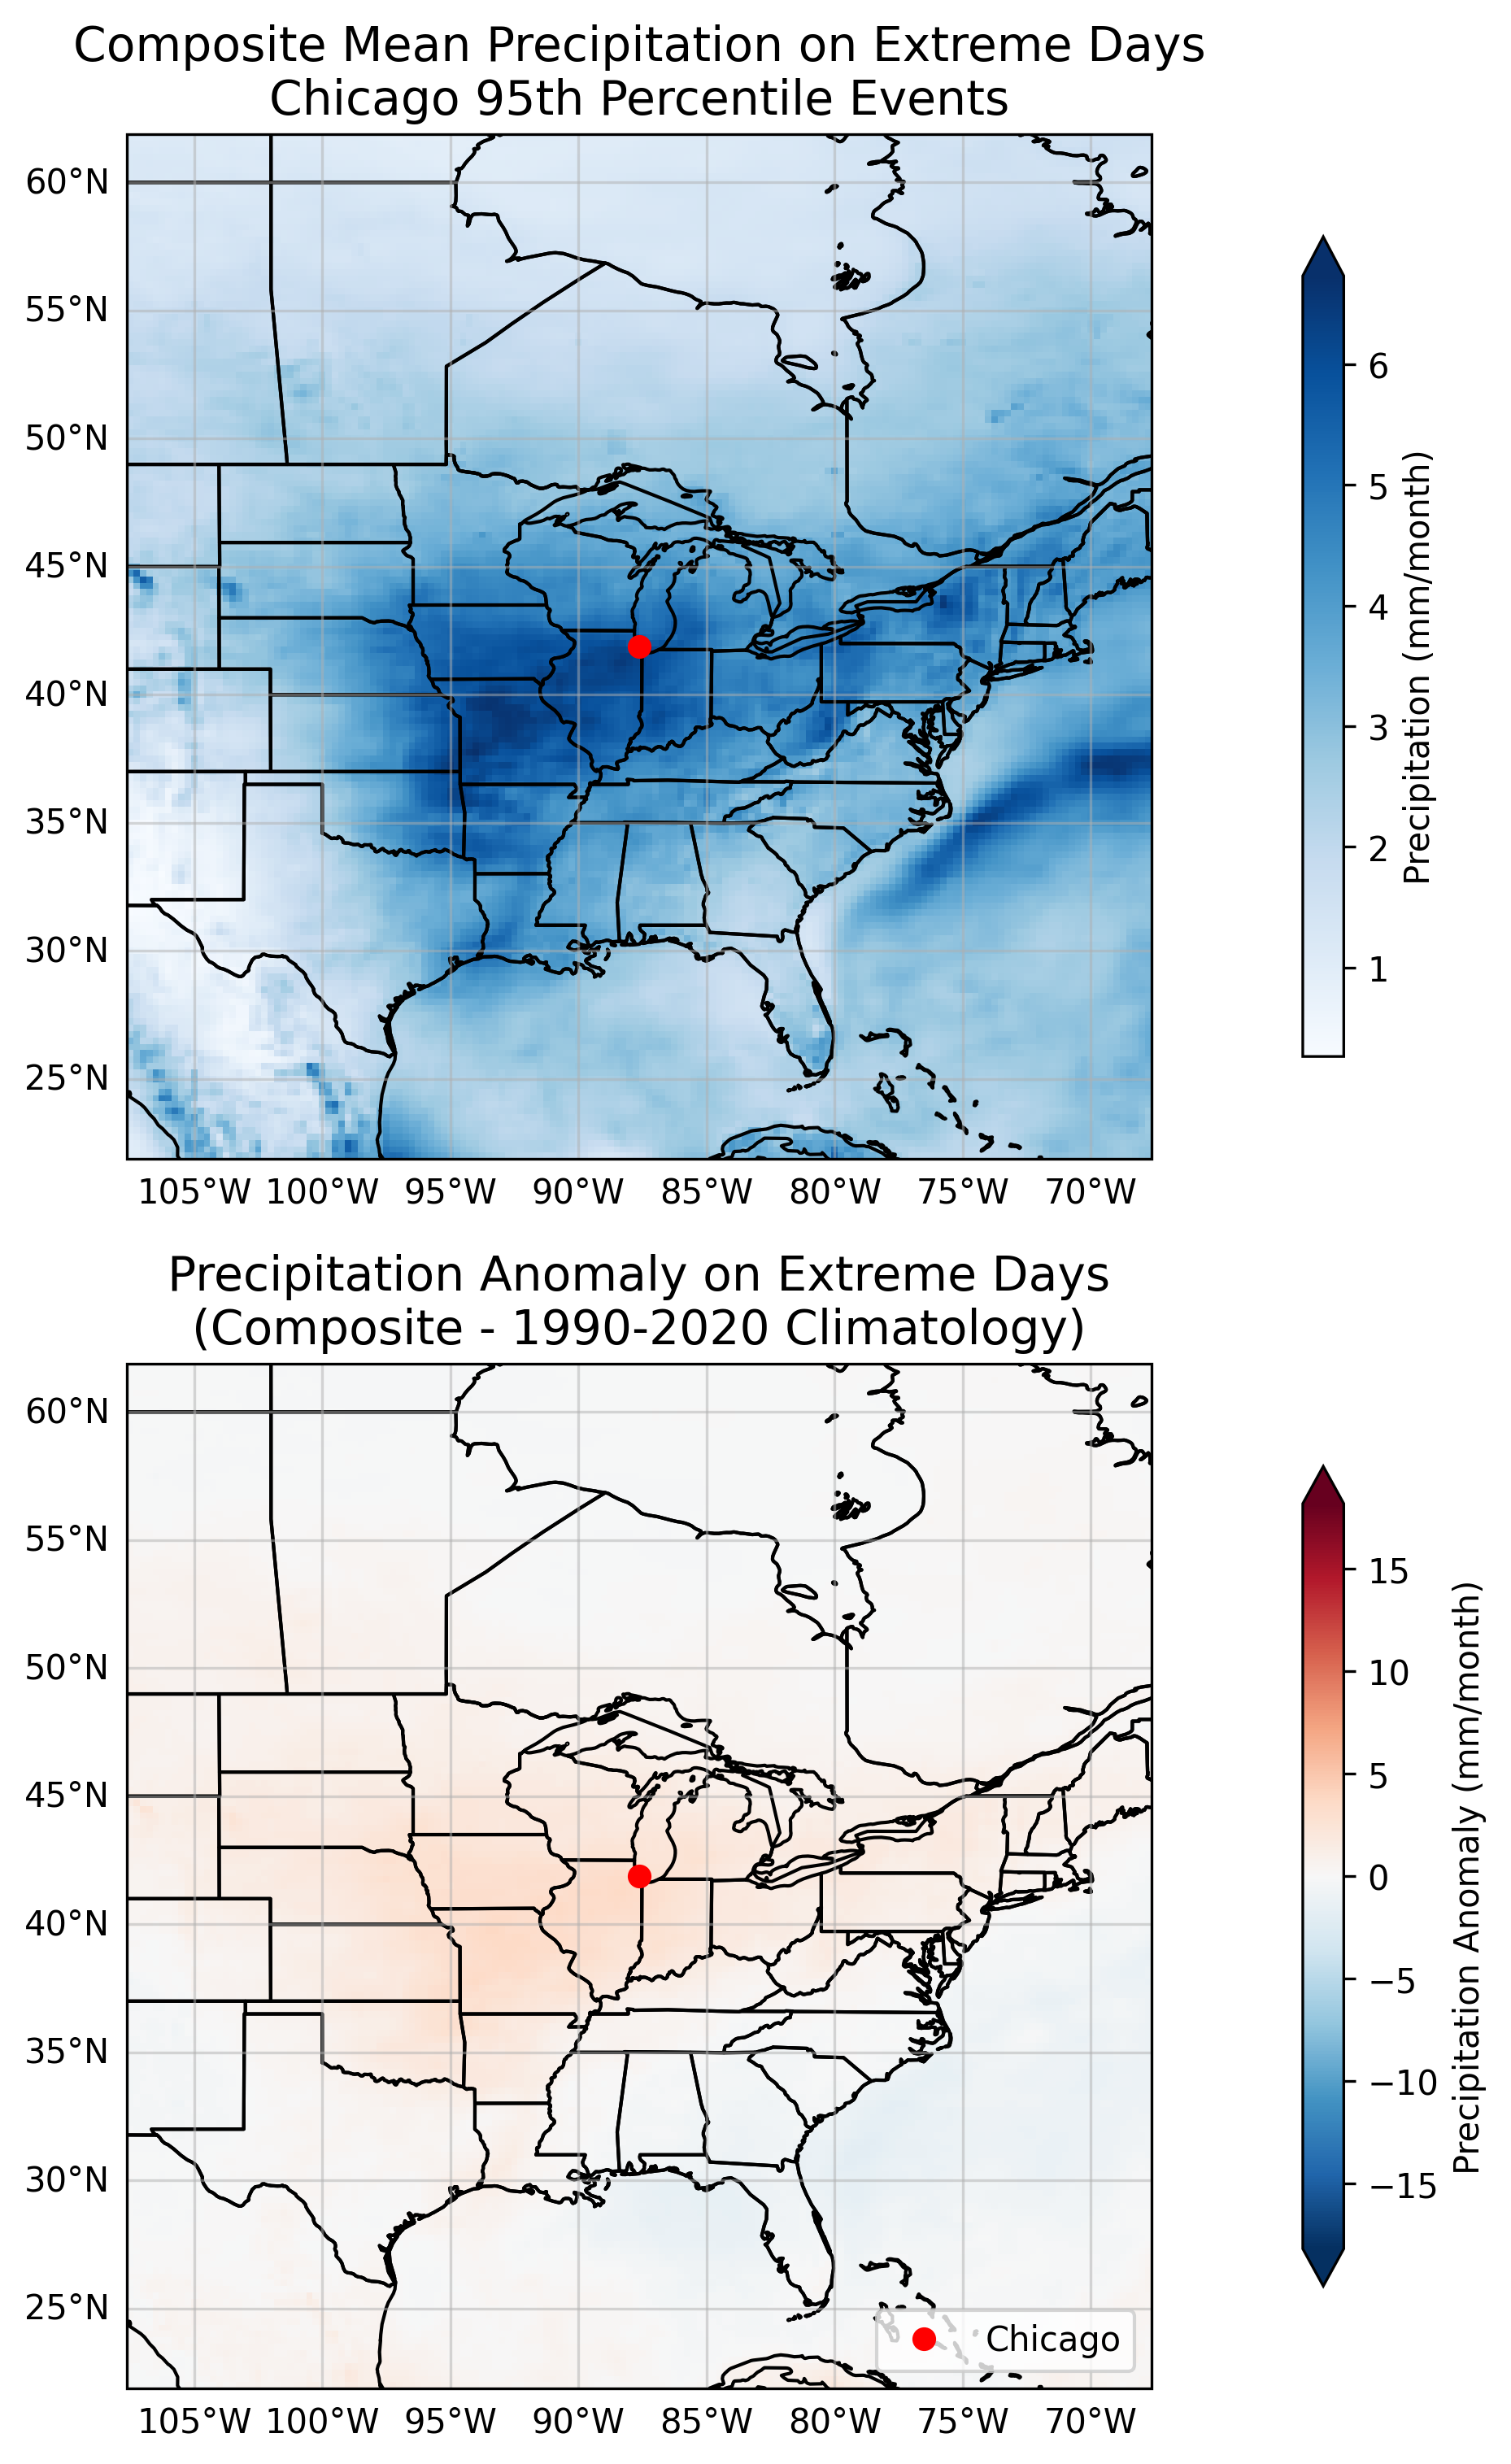 Composite Mean Precipitation on Extreme Days
Chicago 95th Percentile Events
60°N
55°N
50°N
45°N
40°N
35°N
30°N
25°N
105°W 100°W 95°W 90°W 85°W 80°W 75°W 70°W
6
5
4
3
2
1
Precipitation (mm/month)
Precipitation Anomaly on Extreme Days
(Composite - 1990-2020 Climatology)
60°N
55°N
50°N
45°N
40°N
35°N
30°N
25°N
105°W 100°W 95°W 90°W 85°W 80°W 75°W 70°W
Chicago
15
10
5
0
−5
−10
−15
Precipitation Anomaly (mm/month)